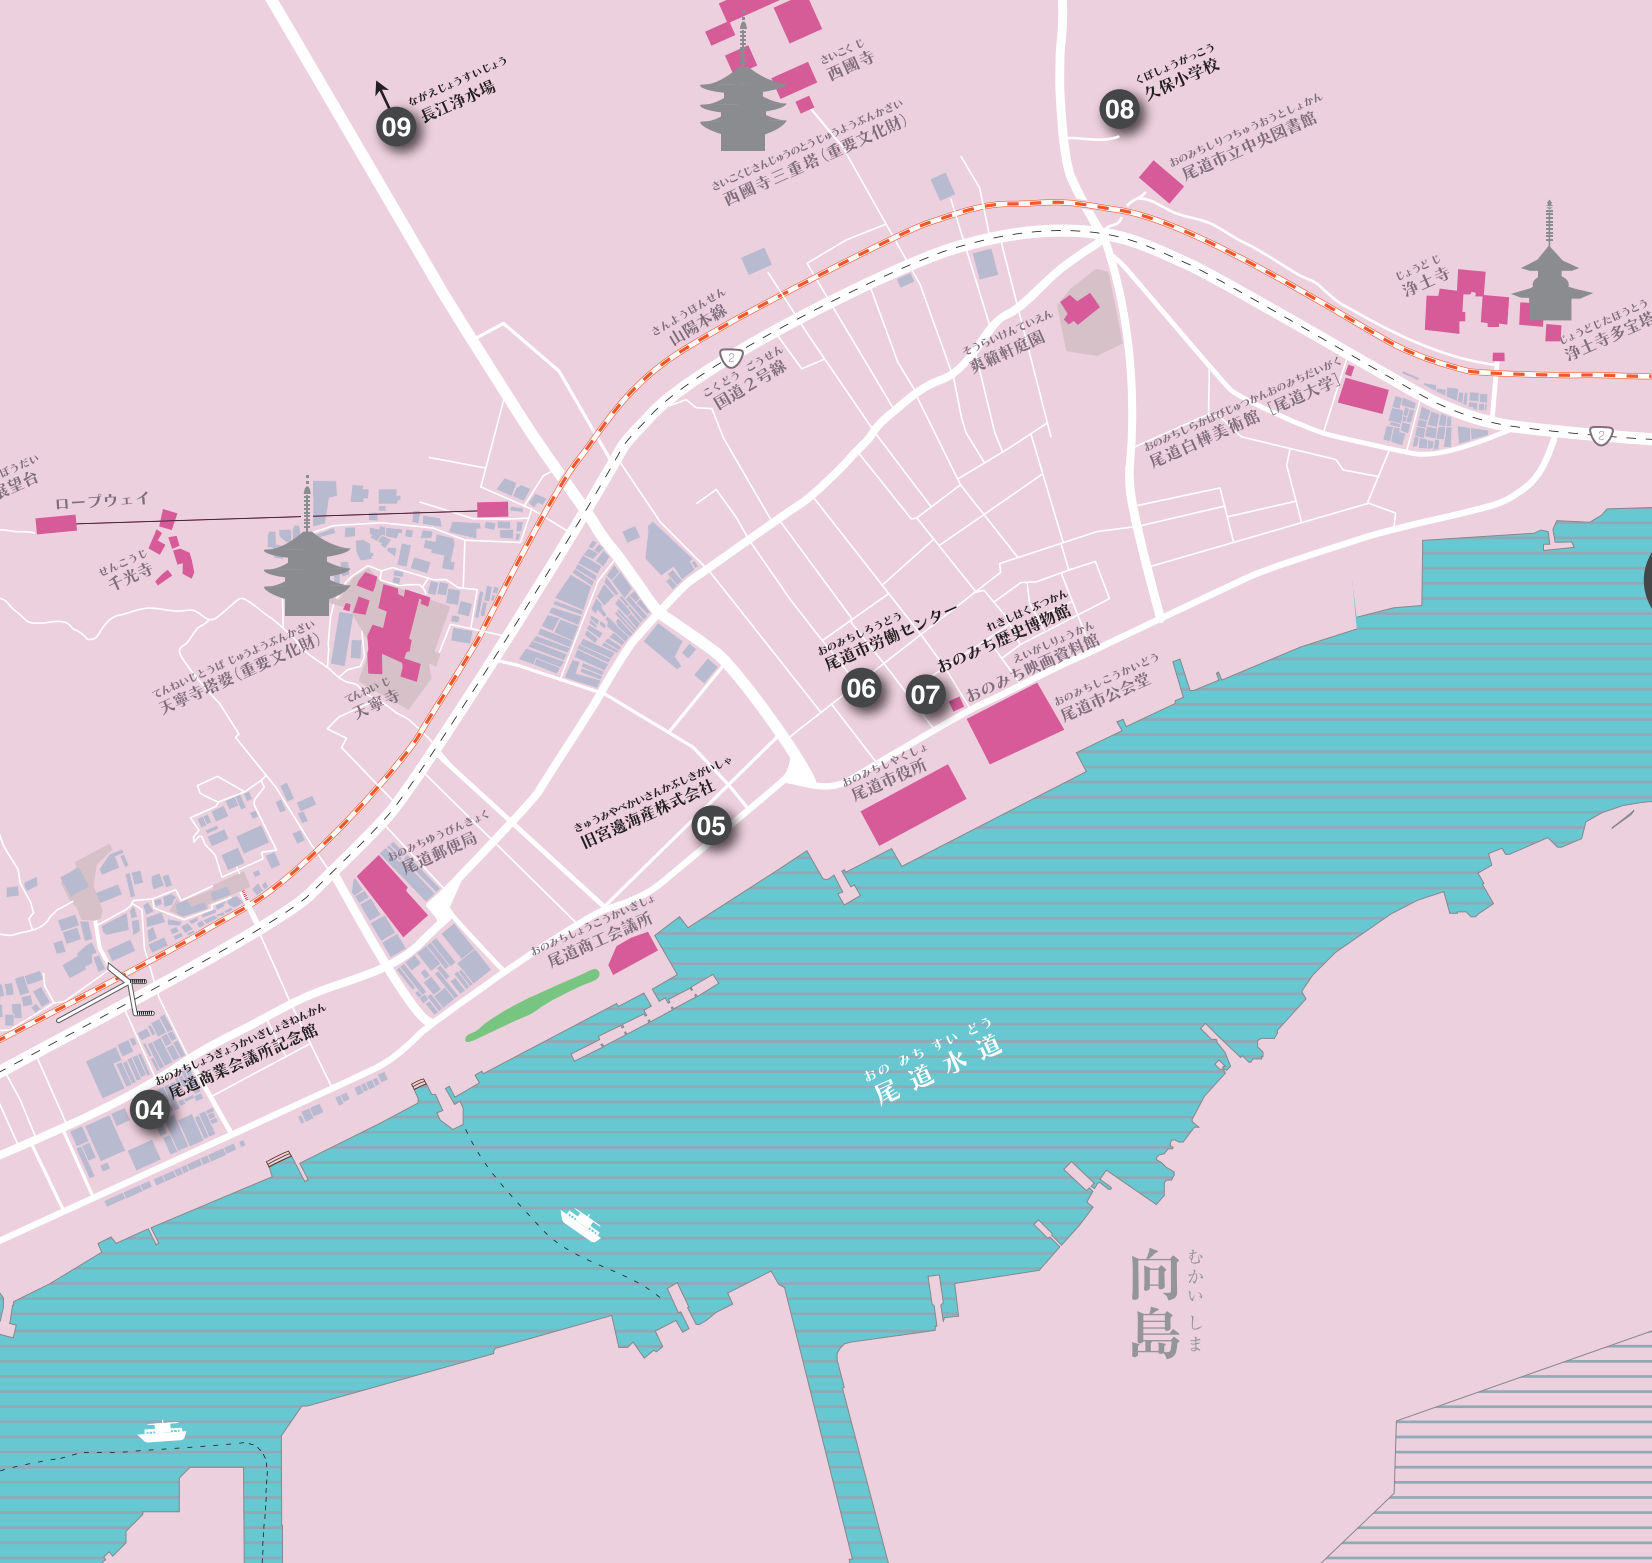 さいこくじ
西國寺
くぼしょうがっこう
久保小学校
08
ながえじょうすいじょう
長江浄水場
09
おのみちしりつちゅうおうとしょかん
尾道市立中央図書館
さいこくじさんじゅうのとうじゅうようぶんかざい
西國寺三重塔（重要文化財）
じょうどじ
浄土寺
じょうどじたほうとう
浄土寺多宝塔
さんようほんせん
山陽本線
2
こくどう ごうせん
国道2号線
そうらいけんていえん
爽籟軒庭園
おのみちしらかばびじゅつかんおのみちだいがく
尾道白樺美術館［尾道大学］
2
ぼうだい
展望台
ロープウェイ
せんこうじ
千光寺
てんねいじとうば じゅうようぶんかざい
天寧寺塔婆（重要文化財）
てんねいじ
天寧寺
おのみちしろうどう
尾道市労働センター
06
れきしはくぶつかん
おのみち歴史博物館
07
えいがしりょうかん
おのみち映画資料館
おのみちしこうかいどう
尾道市公会堂
おのみちしやくしょ
尾道市役所
きゅうみやべかいさんかぶしきがいしゃ
旧宮邊海産株式会社
05
おのみちゆうびんきょく
尾道郵便局
おのみちしょうこうかいぎしょ
尾道商工会議所
おのみちしょうぎょうかいぎしょきねんかん
尾道商業会議所記念館
04
おのみちすいどう
尾道水道
むかいしま
向島